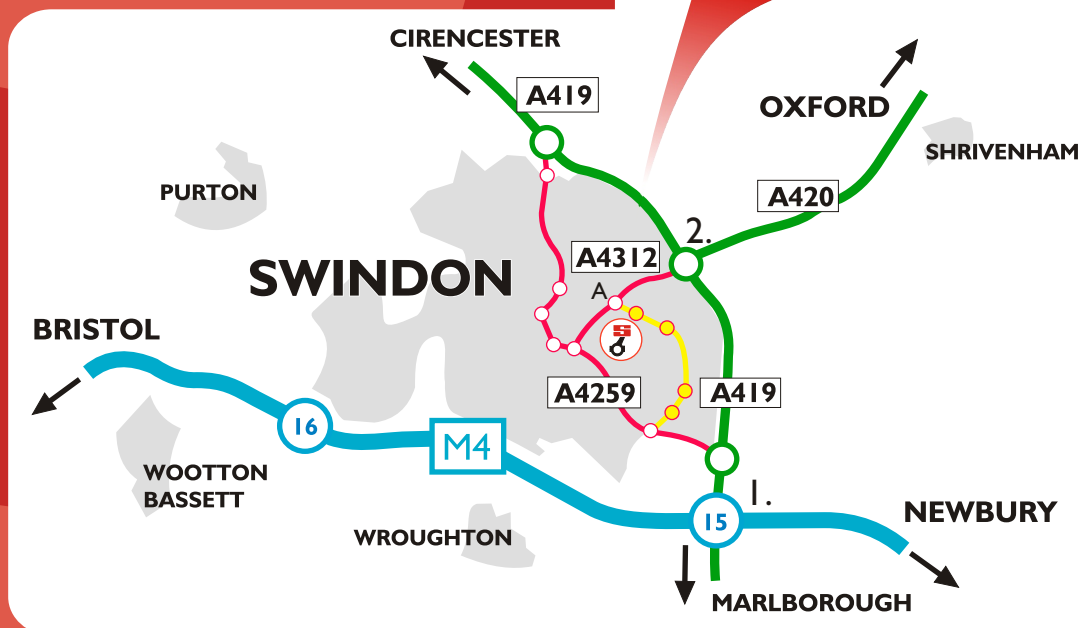 CIRENCESTER
A419
OXFORD
SHRIVENHAM
PURTON
A420
2.
A4312
SWINDON
A
BRISTOL
S
A4259
A419
16
M4
WOOTTON
BASSETT
1.
15
NEWBURY
WROUGHTON
MARLBOROUGH